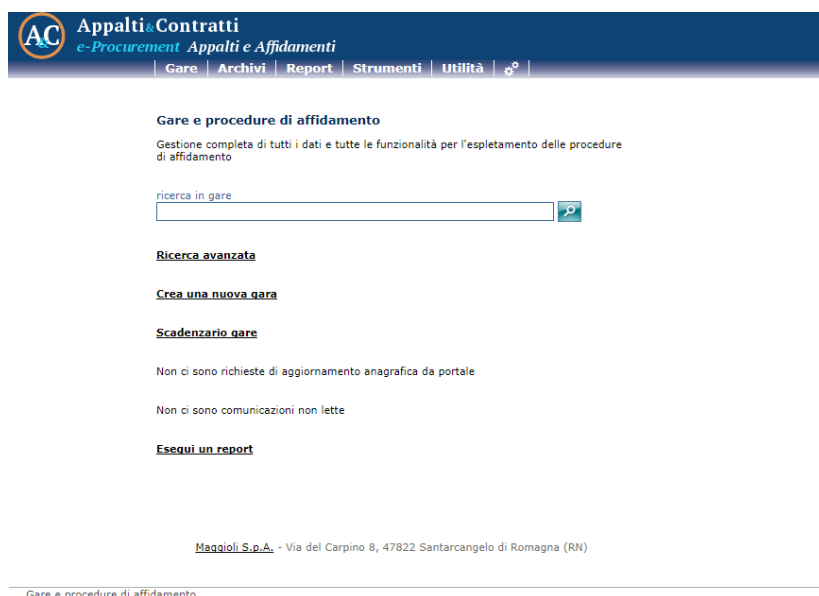 A&C
Appalti&Contratti
e-Procurement Appalti e Affidamenti
Gare Archivi Report Strumenti Utilità
Gare e procedure di affidamento
Gestione completa di tutti i dati e tutte le funzionalità per l'espletamento delle procedure
di affidamento
ricerca in gare
Ricerca avanzata
Crea una nuova gara
Scadenzario gare
Non ci sono richieste di aggiornamento anagrafica da portale
Non ci sono comunicazioni non lette
Esegui un report
Maggioli S.p.A. - Via del Carpino 8, 47822 Santarcangelo di Romagna (RN)
Gare e procedure di affidamento